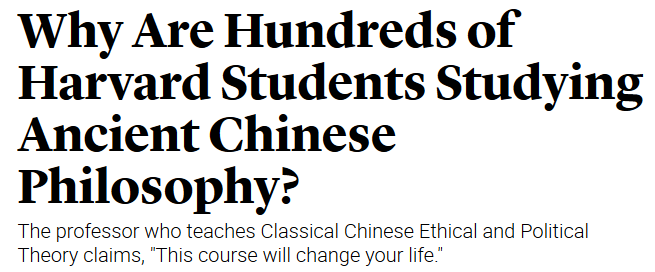 Why Are Hundreds of
Harvard Students Studying
Ancient Chinese
Philosophy?
The professor who teaches Classical Chinese Ethical and Political
Theory claims, "This course will change your life."